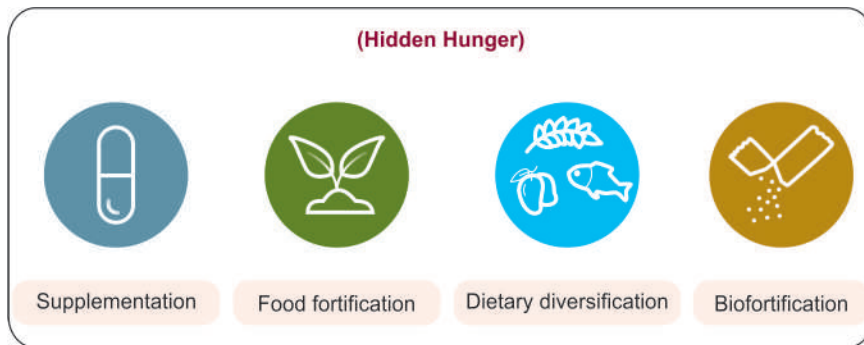 (Hidden Hunger)
Supplementation
Food fortification
Dietary diversification
Biofortification